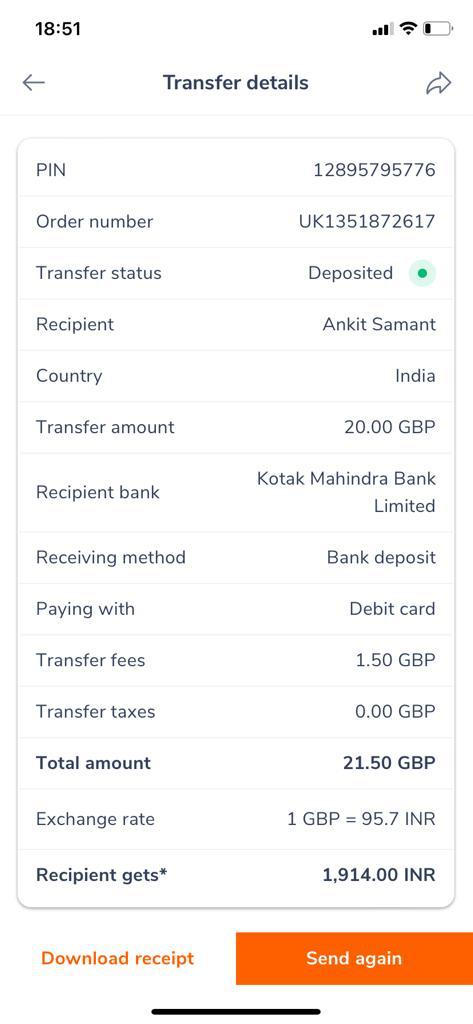 18:51
Transfer details
PIN 12895795776
Order number UK1351872617
Transfer status Deposited
Recipient Ankit Samant
Country India
Transfer amount 20.00 GBP
Recipient bank Kotak Mahindra Bank
Limited
Receiving method Bank deposit
Paying with Debit card
Transfer fees 1.50 GBP
Transfer taxes 0.00 GBP
Total amount 21.50 GBP
Exchange rate 1 GBP = 95.7 INR
Recipient gets* 1,914.00 INR
Download receipt Send again